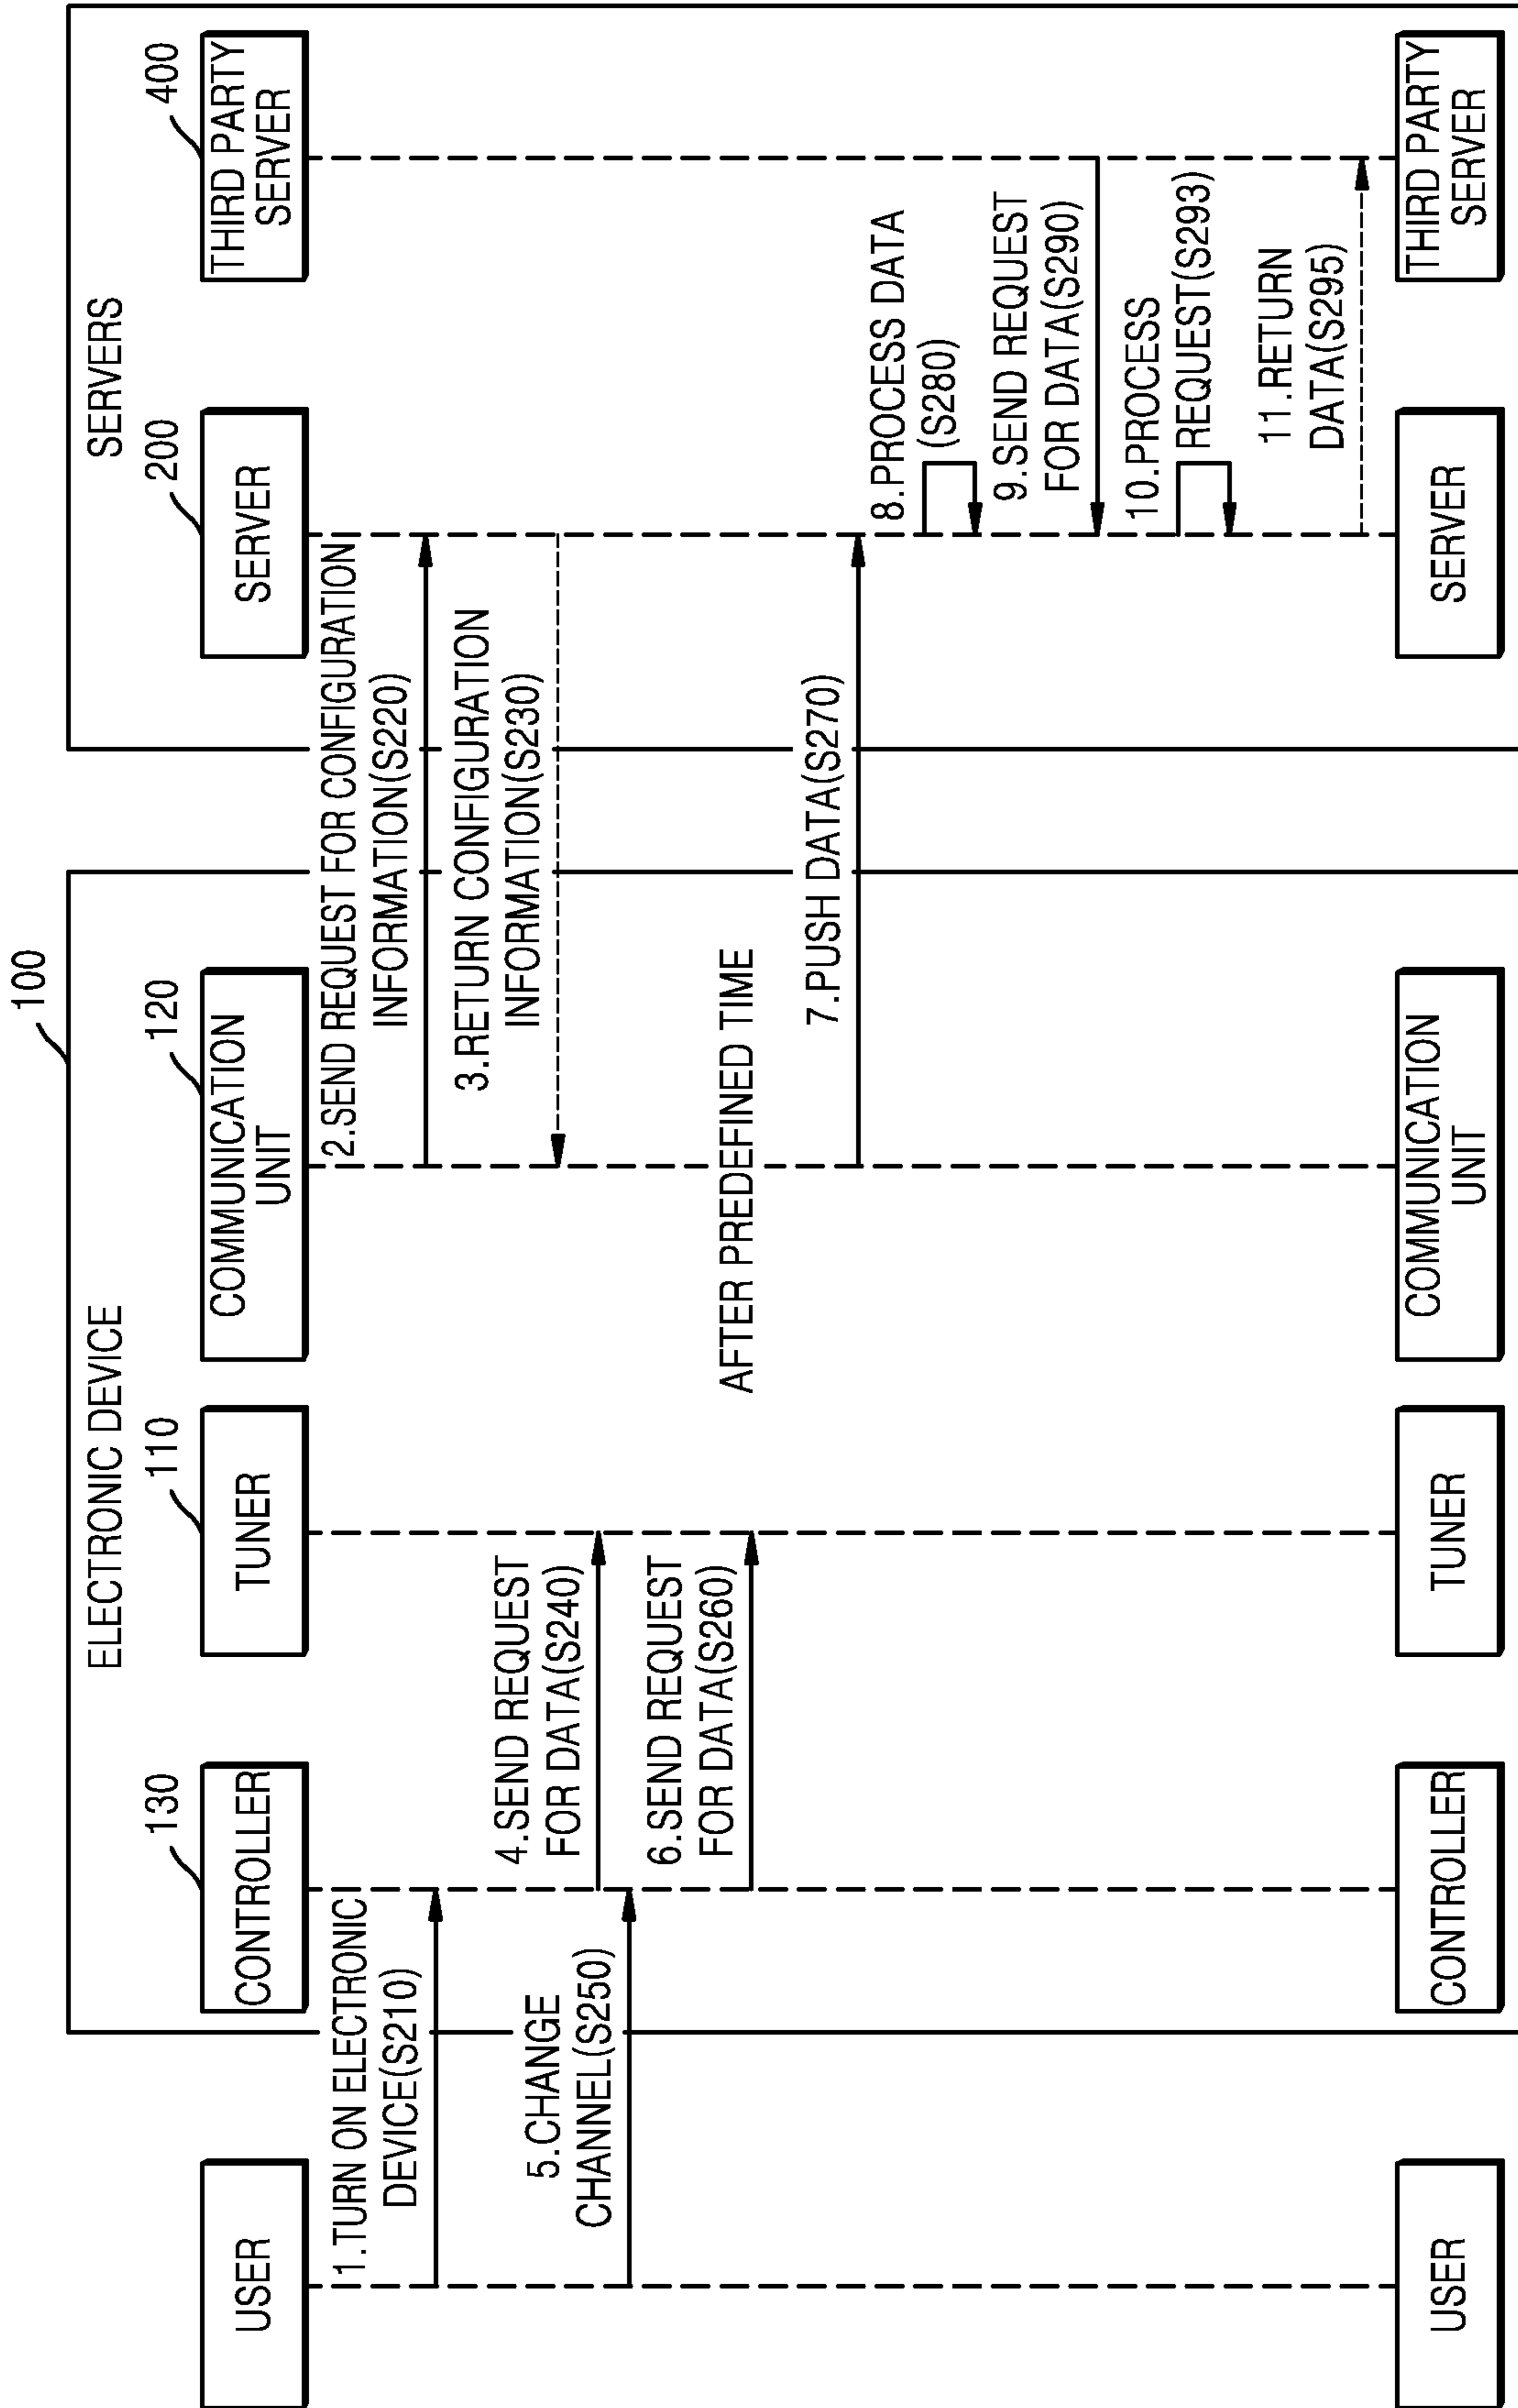 100
ELECTRONIC DEVICE
SERVERS
130
110
120
200
400
USER
CONTROLLER
TUNER
COMMUNICATION
UNIT
SERVER
THIRD PARTY
SERVER
1.TURN ON ELECTRONIC
DEVICE(S210)
2.SEND REQUEST FOR CONFIGURATION
INFORMATION(S220)
3.RETURN CONFIGURATION
INFORMATION(S230)
4.SEND REQUEST
FOR DATA(S240)
5.CHANGE
CHANNEL(S250)
6.SEND REQUEST
FOR DATA(S260)
AFTER PREDEFINED TIME
7.PUSH DATA(S270)
8.PROCESS DATA
(S280)
9.SEND REQUEST
FOR DATA(S290)
10.PROCESS
REQUEST(S293)
11.RETURN
DATA(S295)
USER
CONTROLLER
TUNER
COMMUNICATION
UNIT
SERVER
THIRD PARTY
SERVER